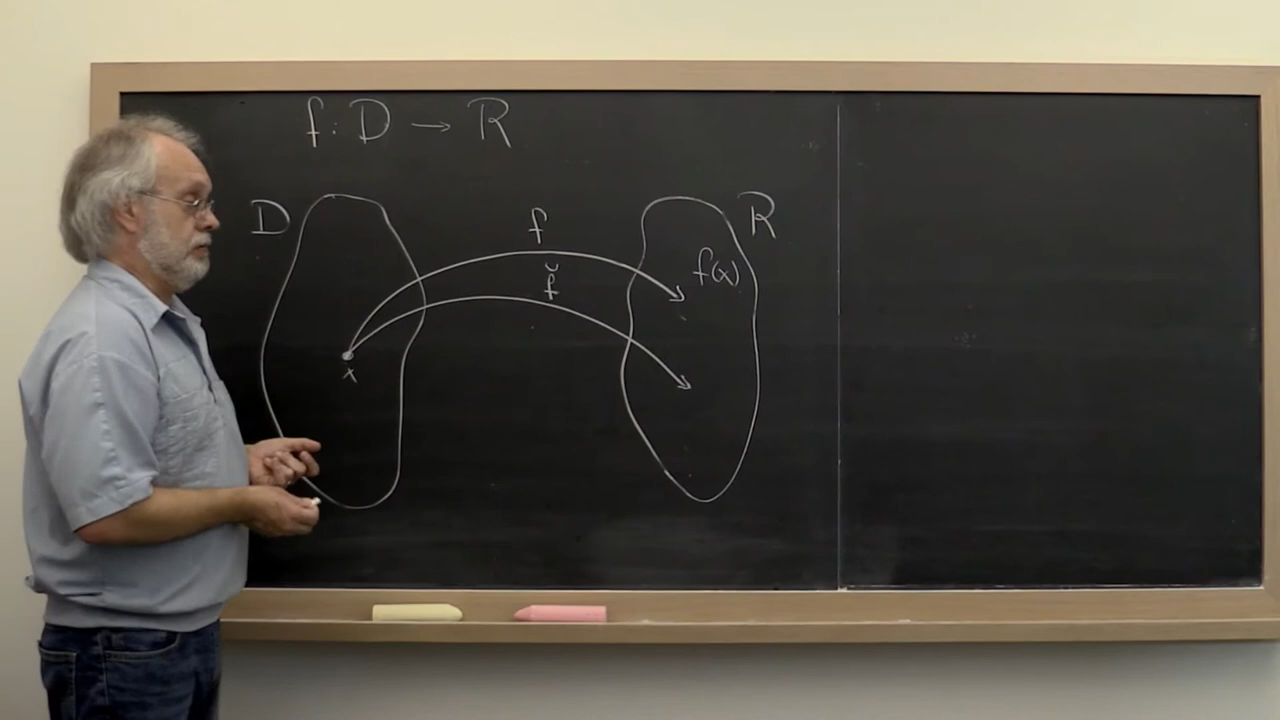 f: D → R
D
f
R
f(x)
f̆
x